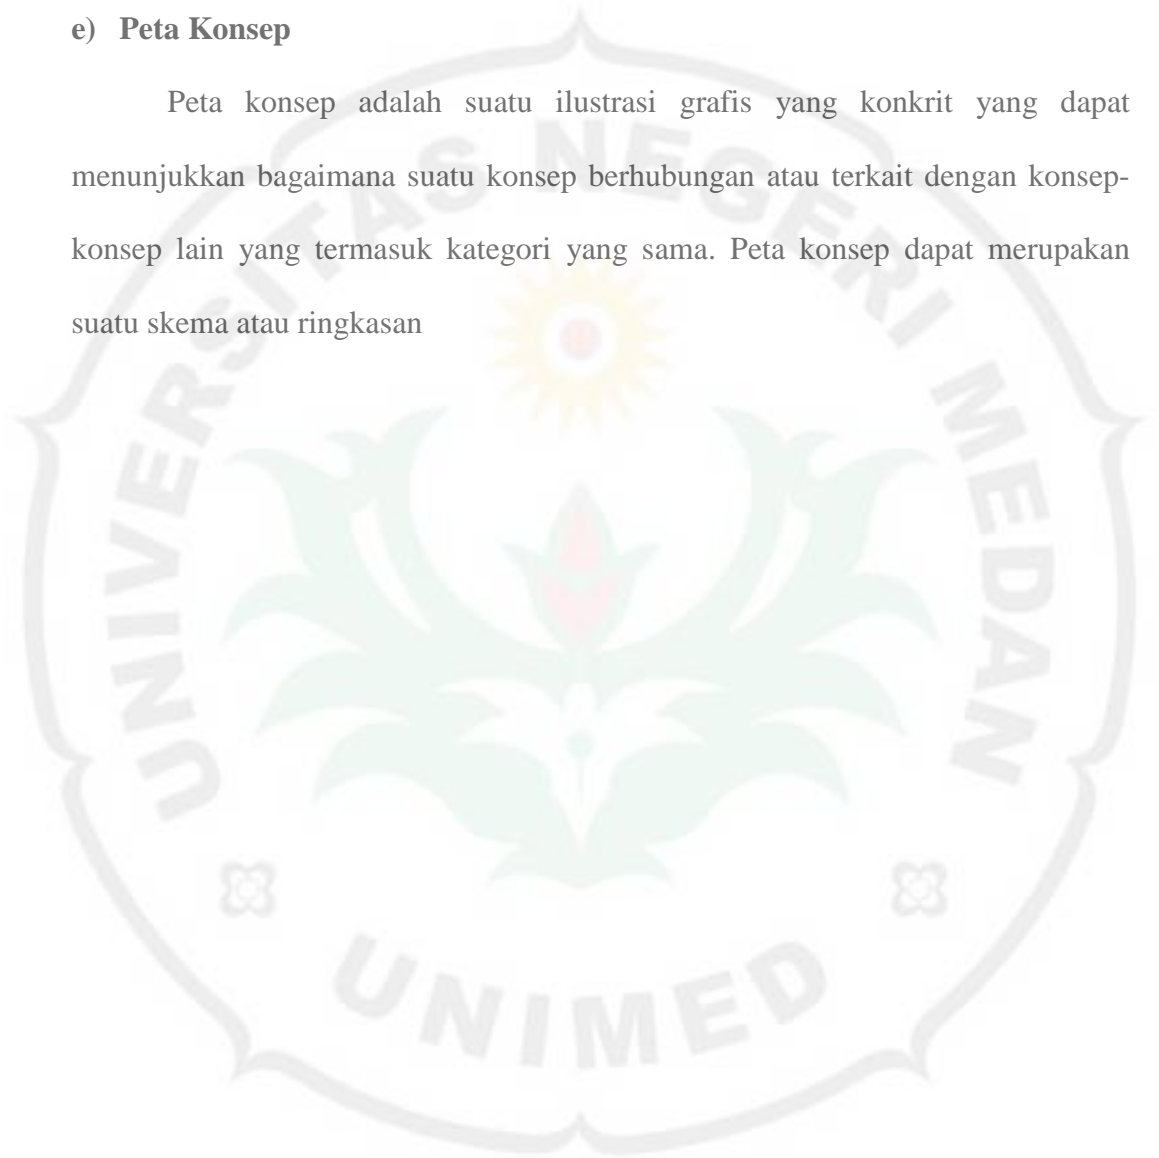 e) Peta Konsep
Peta konsep adalah suatu ilustrasi grafis yang konkrit yang dapat
menunjukkan bagaimana suatu konsep berhubungan atau terkait dengan konsep-
konsep lain yang termasuk kategori yang sama. Peta konsep dapat merupakan
suatu skema atau ringkasan
UNIVERSITAS NEGERI MEDAN
UNIMED